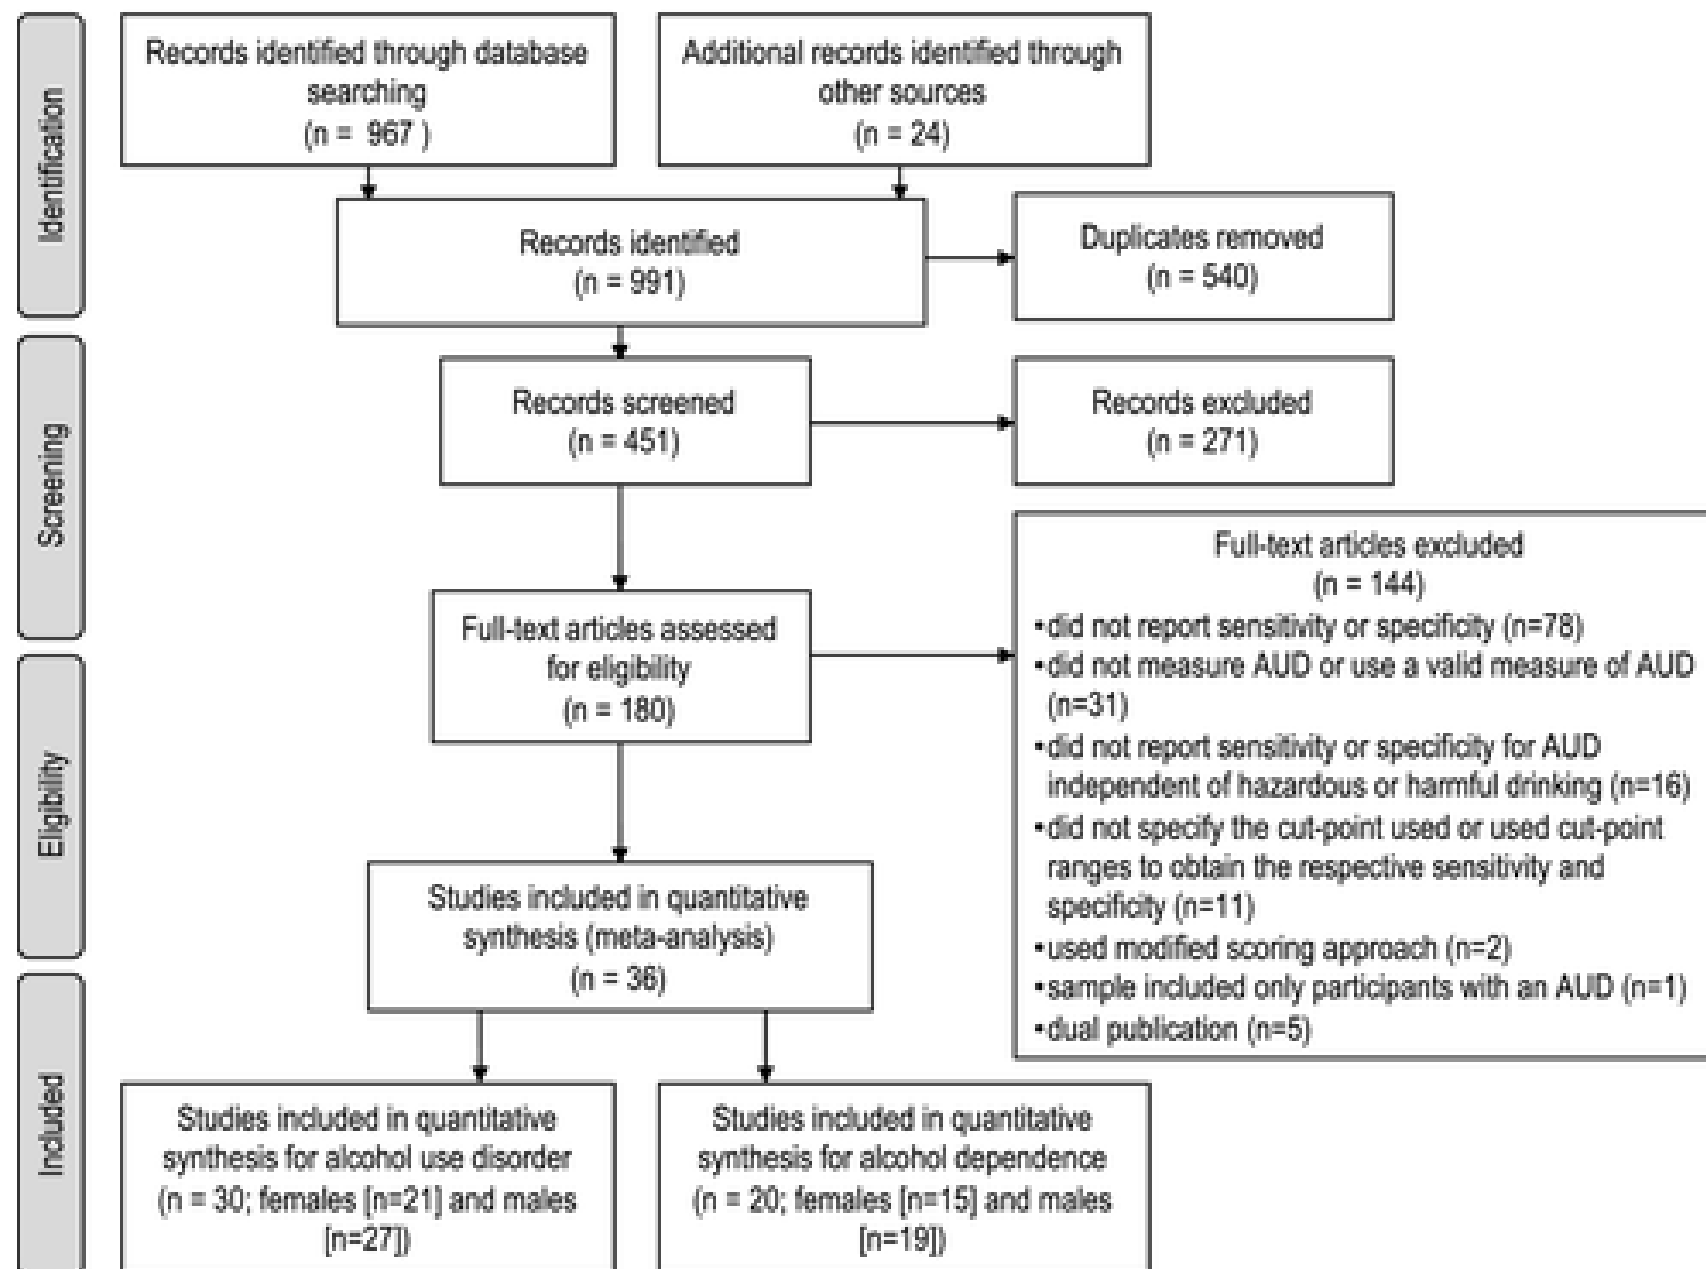 Identification
Records identified through database
searching
(n = 967 )
Additional records identified through
other sources
(n = 24)
Records identified
(n = 991)
Duplicates removed
(n = 540)
Screening
Records screened
(n = 451)
Records excluded
(n = 271)
Full-text articles assessed
for eligibility
(n = 180)
Full-text articles excluded
(n = 144)
•did not report sensitivity or specificity (n=78)
•did not measure AUD or use a valid measure of AUD
(n=31)
•did not report sensitivity or specificity for AUD
independent of hazardous or harmful drinking (n=16)
•did not specify the cut-point used or used cut-point
ranges to obtain the respective sensitivity and
specificity (n=11)
•used modified scoring approach (n=2)
•sample included only participants with an AUD (n=1)
•dual publication (n=5)
Eligibility
Studies included in quantitative
synthesis (meta-analysis)
(n = 36)
Included
Studies included in quantitative
synthesis for alcohol use disorder
(n = 30; females [n=21] and males
[n=27])
Studies included in quantitative
synthesis for alcohol dependence
(n = 20; females [n=15] and males
[n=19])